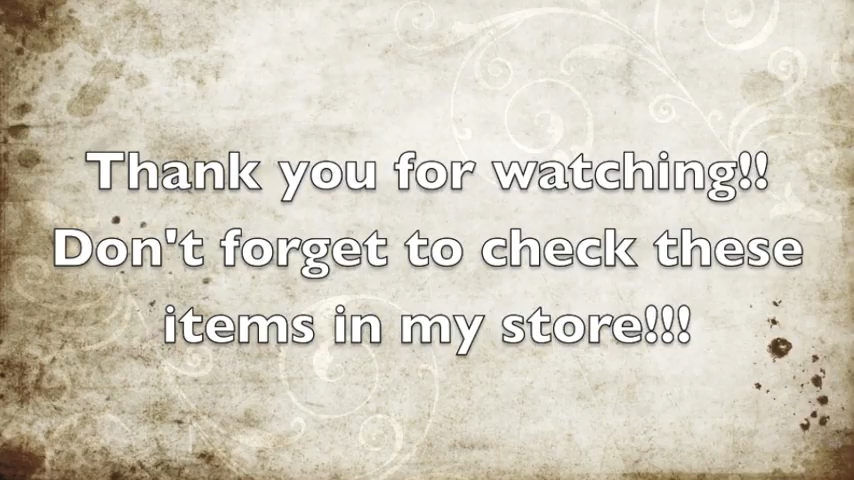 Thank you for watching!!
Don't forget to check these
items in my store!!!